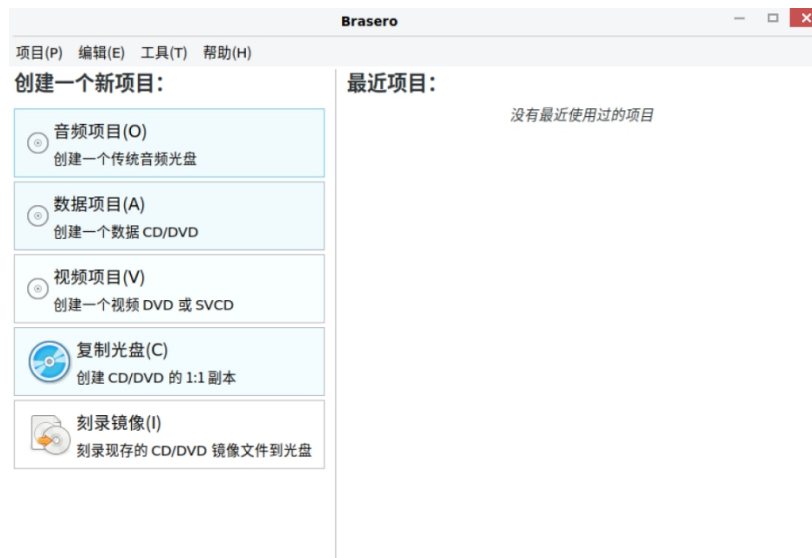 Brasero
项目(P) 编辑(E) 工具(T) 帮助(H)
创建一个新项目：
音频项目(O)
创建一个传统音频光盘
数据项目(A)
创建一个数据 CD/DVD
视频项目(V)
创建一个视频 DVD 或 SVCD
复制光盘(C)
创建 CD/DVD 的 1:1 副本
刻录镜像(I)
刻录现存的 CD/DVD 镜像文件到光盘
最近项目：
没有最近使用过的项目